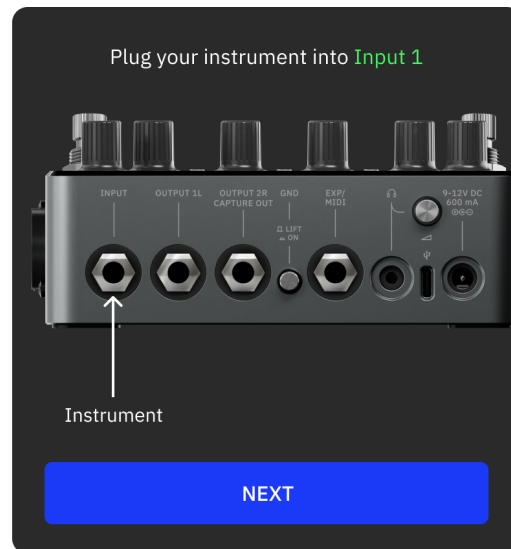 Plug your instrument into Input 1
INPUT
OUTPUT 1L
OUTPUT 2R
CAPTURE OUT
GND
LIFT
ON
EXP/
MIDI
9-12V DC
600 mA
Instrument
NEXT